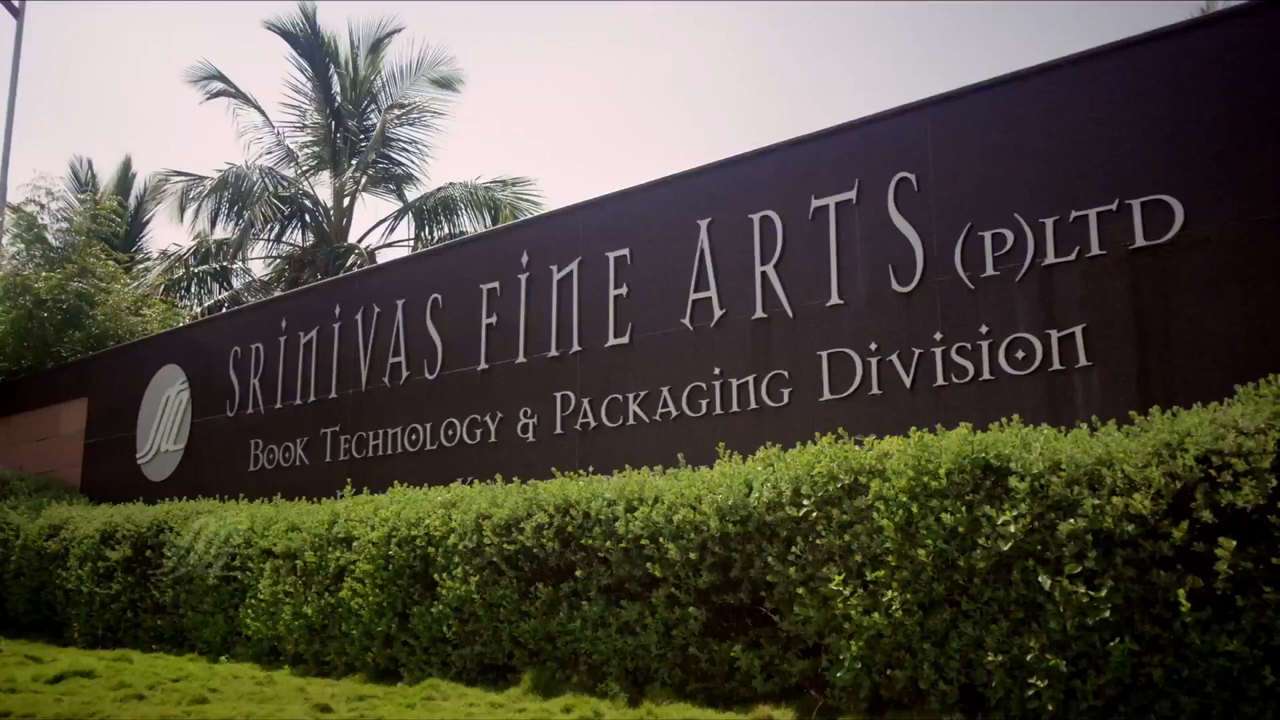 SRINIVAS FINE ARTS (P) LTD
BOOK TECHNOLOGY & PACKAGING DIVISION